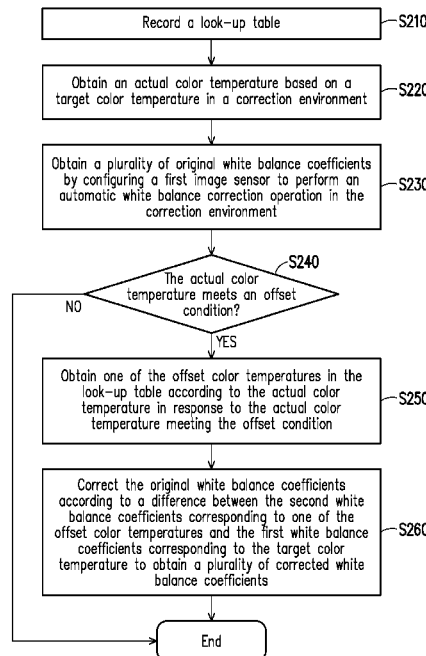 Record a look-up table
S210
Obtain an actual color temperature based on a
target color temperature in a correction environment
S220
Obtain a plurality of original white balance coefficients
by configuring a first image sensor to perform an
automatic white balance correction operation in the
correction environment
S230
S240
The actual color
temperature meets an offset
condition?
NO
YES
Obtain one of the offset color temperatures in the
look-up table according to the actual color
temperature in response to the actual color
temperature meeting the offset condition
S250
Correct the original white balance coefficients
according to a difference between the second white
balance coefficients corresponding to one of the
offset color temperatures and the first white balance
coefficients corresponding to the target color
temperature to obtain a plurality of corrected white
balance coefficients
S260
End